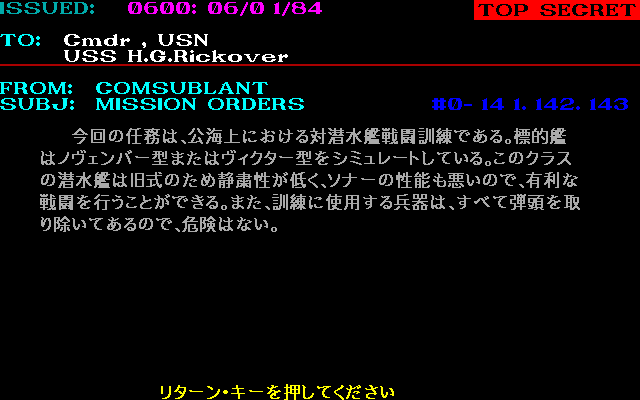 ISSUED: 0600: 06/01/84 TOP SECRET
TO: Cmdr , USN
USS H.G.Rickover
FROM: COMSUBLANT
SUBJ: MISSION ORDERS #0-141.142.143
今回の任務は、公海上における対潜水艦戦闘訓練である。標的艦
はノヴェンバー型またはヴィクター型をシミュレートしている。このクラス
の潜水艦は旧式のため静粛性が低く、ソナーの性能も悪いので、有利な
戦闘を行うことができる。また、訓練に使用する兵器は、すべて弾頭を取
り除いてあるので、危険はない。
リターン・キーを押してください